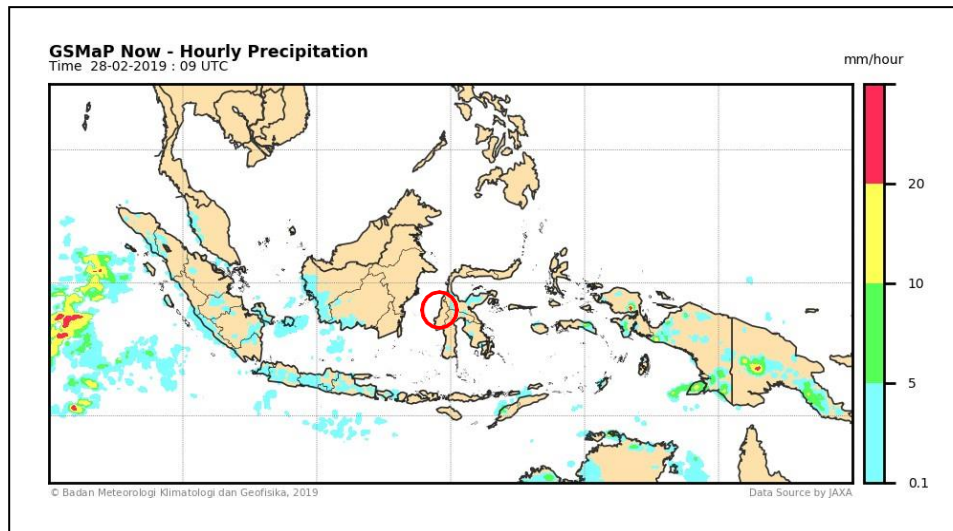 GSMaP Now - Hourly Precipitation
Time 28-02-2019 : 09 UTC
mm/hour
20
10
5
0.1
© Badan Meteorologi Klimatologi dan Geofisika, 2019
Data Source by JAXA